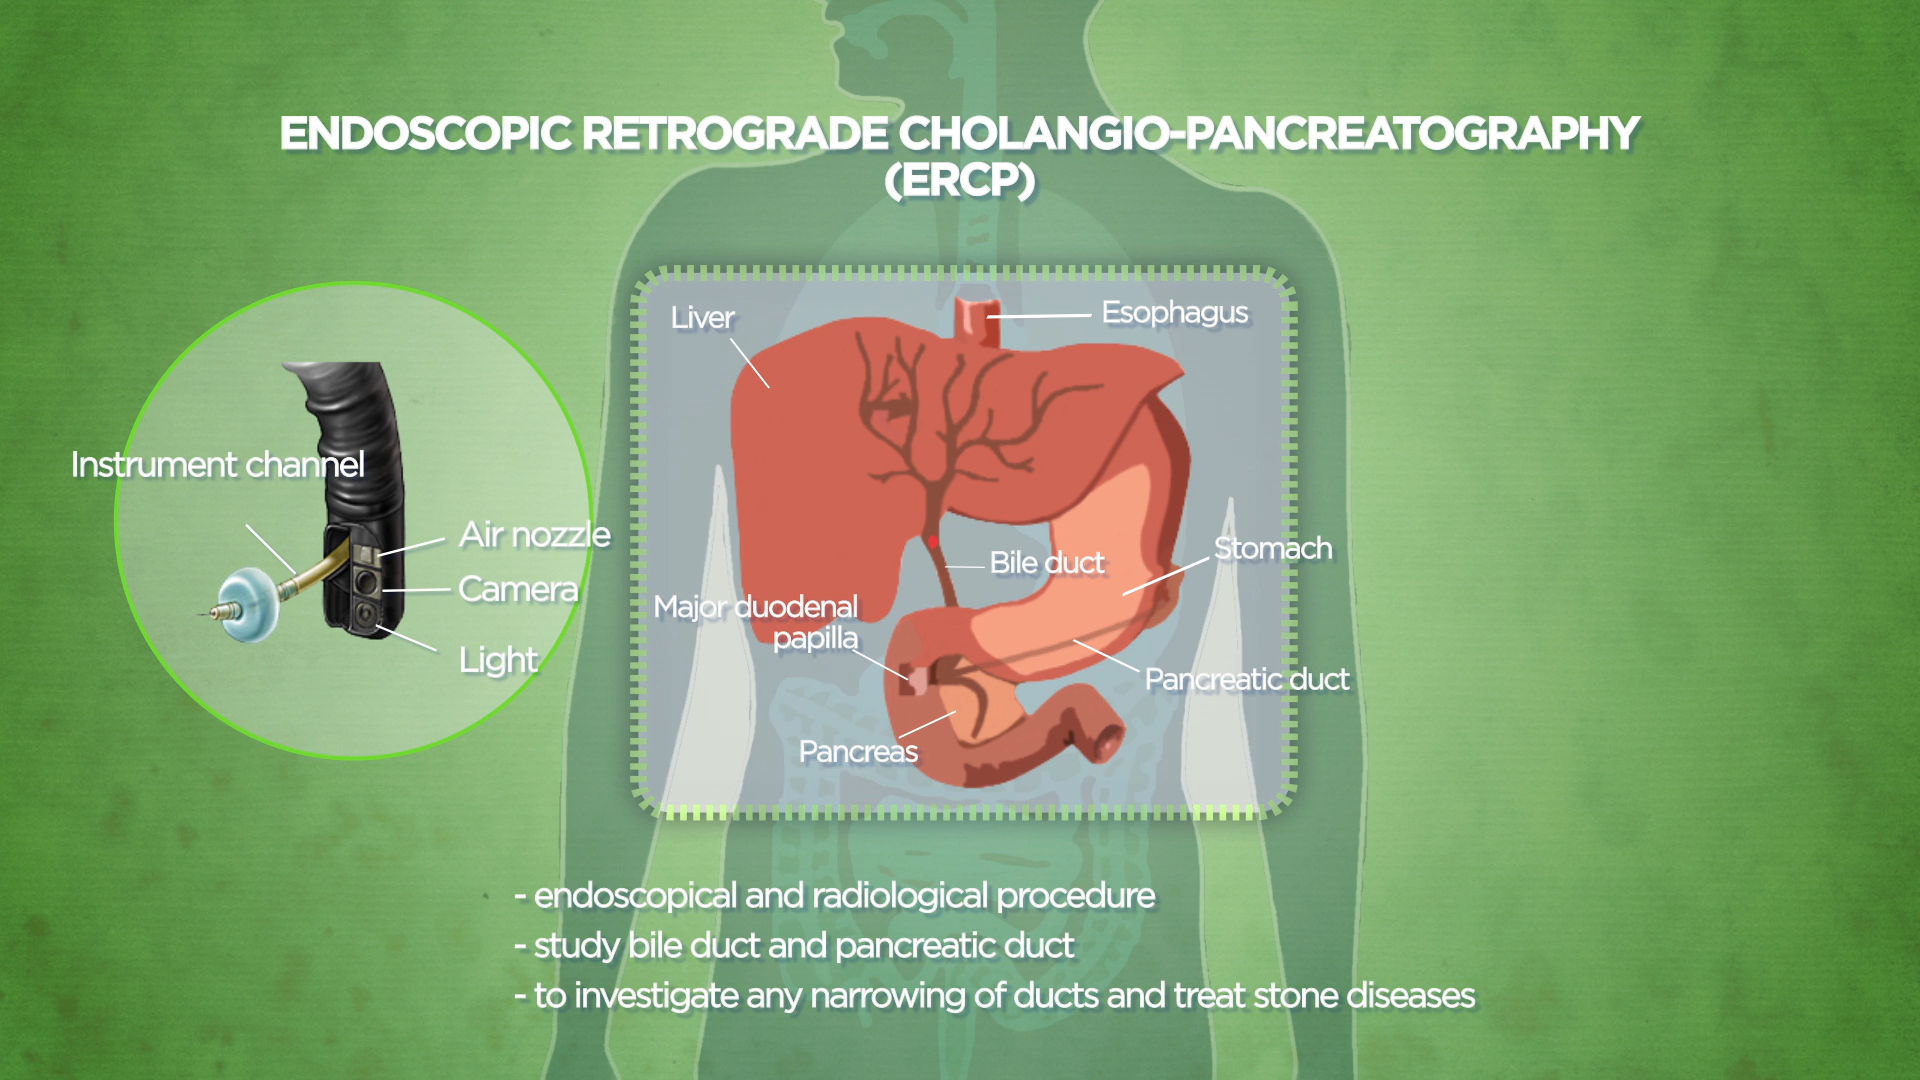 ENDOSCOPIC RETROGRADE CHOLANGIO-PANCREATOGRAPHY
(ERCP)
Liver
Esophagus
Instrument channel
Air nozzle
Camera
Light
Bile duct
Stomach
Major duodenal
papilla
Pancreatic duct
Pancreas
- endoscopical and radiological procedure
- study bile duct and pancreatic duct
- to investigate any narrowing of ducts and treat stone diseases